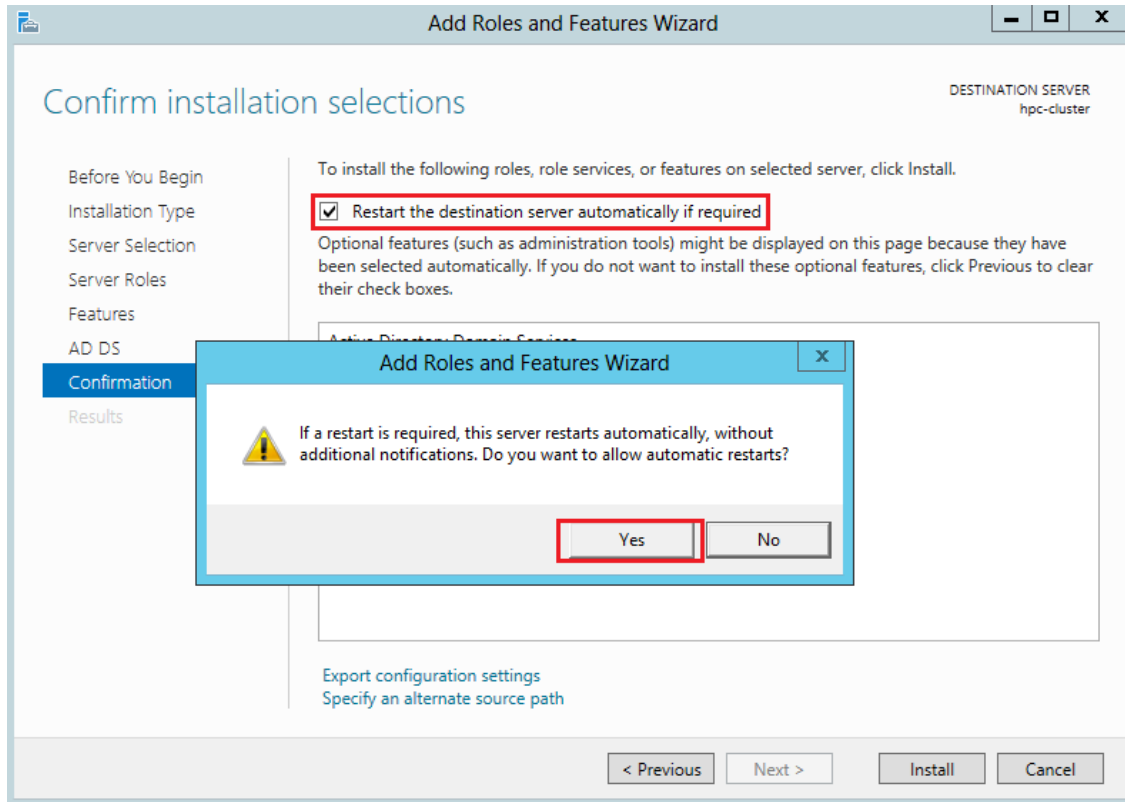 Add Roles and Features Wizard
Confirm installation selections
DESTINATION SERVER
hpc-cluster
Before You Begin
Installation Type
Server Selection
Server Roles
Features
AD DS
Confirmation
Results
To install the following roles, role services, or features on selected server, click Install.
Restart the destination server automatically if required
Optional features (such as administration tools) might be displayed on this page because they have
been selected automatically. If you do not want to install these optional features, click Previous to clear
their check boxes.
Active Directory Domain Services
Add Roles and Features Wizard
If a restart is required, this server restarts automatically, without
additional notifications. Do you want to allow automatic restarts?
Yes
No
Export configuration settings
Specify an alternate source path
< Previous
Next >
Install
Cancel